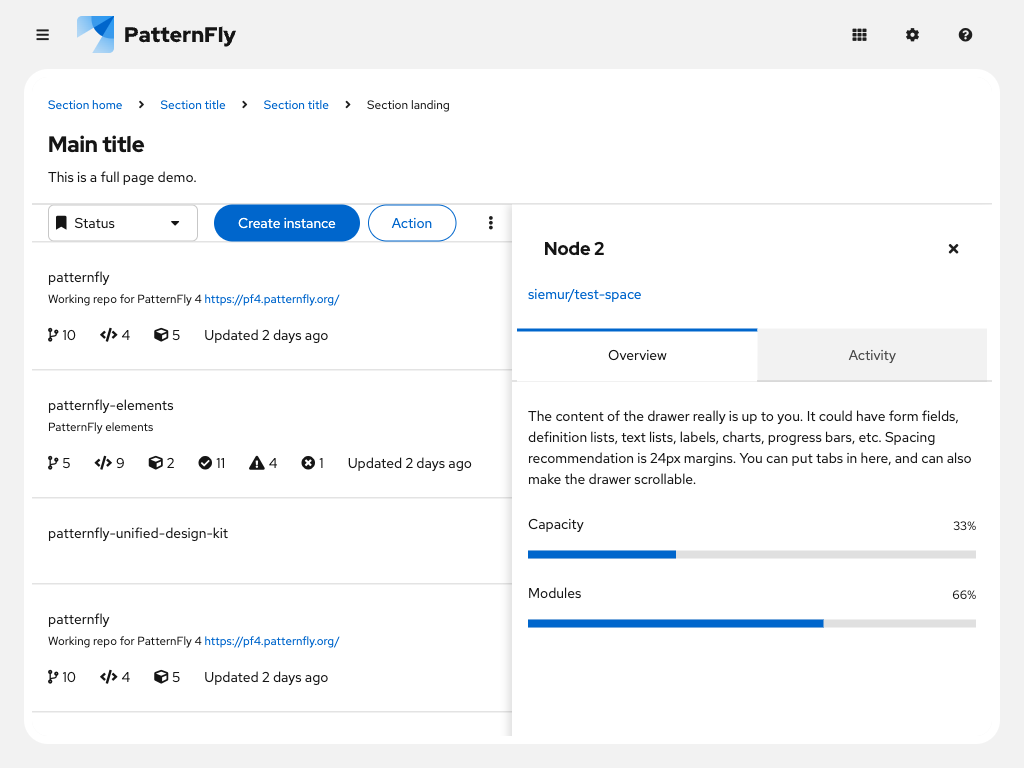 PatternFly
Section home
Section title
Section title
Section landing
Main title
This is a full page demo.
Status
Create instance
Action
patternfly
Working repo for PatternFly 4 https://pf4.patternfly.org/
10 4 5 Updated 2 days ago
patternfly-elements
PatternFly elements
5 9 2 11 4 1 Updated 2 days ago
patternfly-unified-design-kit
patternfly
Working repo for PatternFly 4 https://pf4.patternfly.org/
10 4 5 Updated 2 days ago
Node 2
siemur/test-space
Overview
Activity
The content of the drawer really is up to you. It could have form fields,
definition lists, text lists, labels, charts, progress bars, etc. Spacing
recommendation is 24px margins. You can put tabs in here, and can also
make the drawer scrollable.
Capacity
33%
Modules
66%